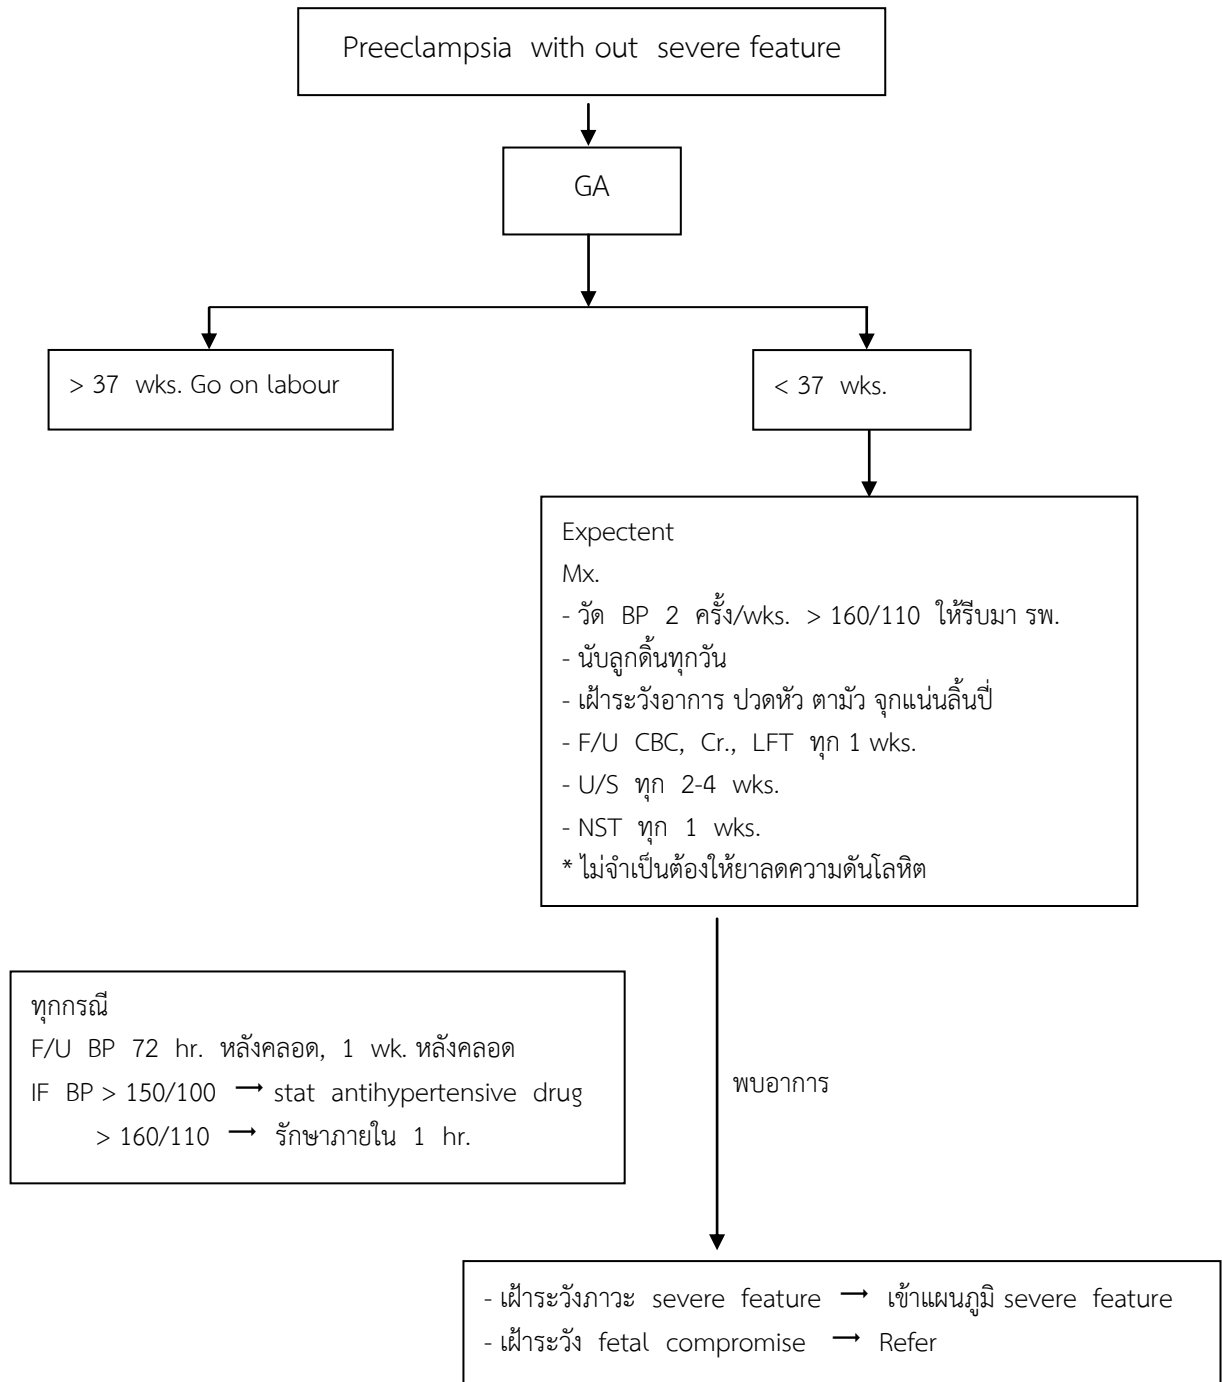 Preeclampsia with out severe feature
GA
> 37 wks. Go on labour
< 37 wks.
Expectent
Mx.
- วัด BP 2 ครั้ง/wks. > 160/110 ให้รีบมา รพ.
- นับลูกดิ้นทุกวัน
- เฝ้าระวังอาการ ปวดหัว ตามัว จุกแน่นลิ้นปี่
- F/U CBC, Cr., LFT ทุก 1 wks.
- U/S ทุก 2-4 wks.
- NST ทุก 1 wks.
* ไม่จำเป็นต้องให้ยาลดความดันโลหิต
ทุกกรณี
F/U BP 72 hr. หลังคลอด, 1 wk. หลังคลอด
IF BP > 150/100 → stat antihypertensive drug
> 160/110 → รักษาภายใน 1 hr.
พบอาการ
- เฝ้าระวังภาวะ severe feature → เข้าแผนภูมิ severe feature
- เฝ้าระวัง fetal compromise → Refer